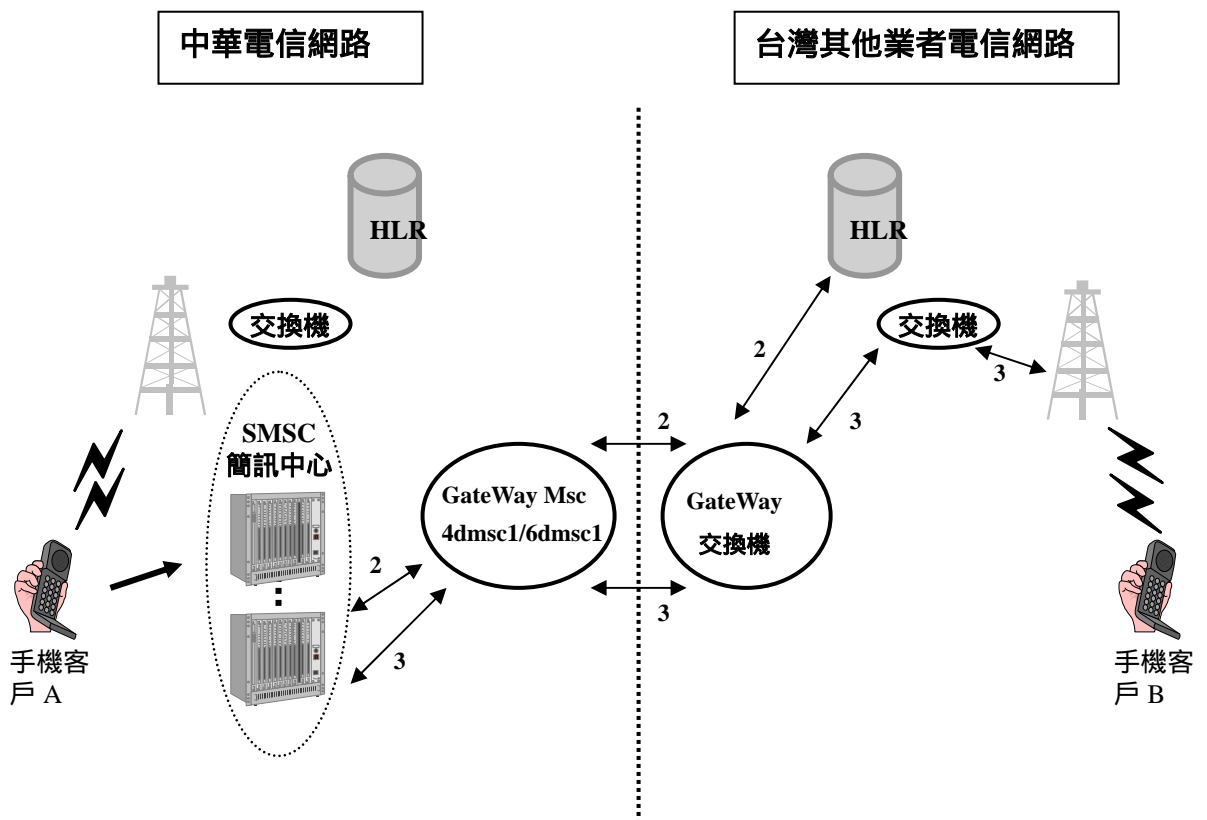 中華電信網路
台灣其他業者電信網路
HLR
HLR
交換機
交換機
2
3
3
SMSC
簡訊中心
2
GateWay Msc
4dmsc1/6dmsc1
GateWay
交換機
2
3
3
手機客
戶 A
手機客
戶 B